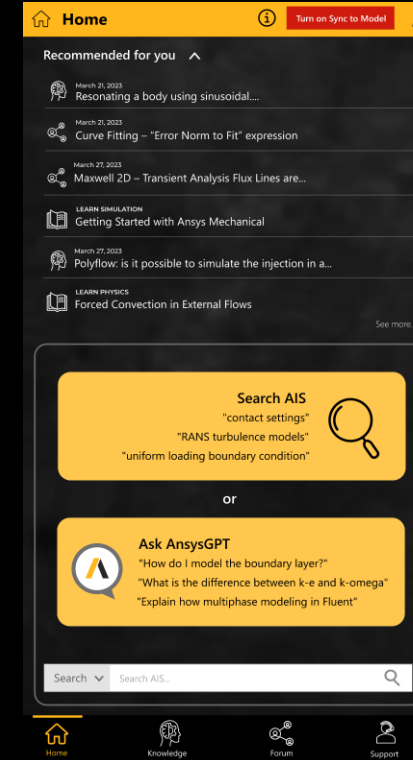 Home
Turn on Sync to Model
Recommended for you
March 21, 2023
Resonating a body using sinusoidal....
March 21, 2023
Curve Fitting – "Error Norm to Fit" expression
March 27, 2023
Maxwell 2D – Transient Analysis Flux Lines are...
LEARN SIMULATION
Getting Started with Ansys Mechanical
March 27, 2023
Polyflow: is it possible to simulate the injection in a...
LEARN PHYSICS
Forced Convection in External Flows
See more.
Search AIS
"contact settings"
"RANS turbulence models"
"uniform loading boundary condition"
or
Ask AnsysGPT
"How do I model the boundary layer?"
"What is the difference between k-e and k-omega"
"Explain how multiphase modeling in Fluent"
Search
Search AIS...
Home
Knowledge
Forum
Support